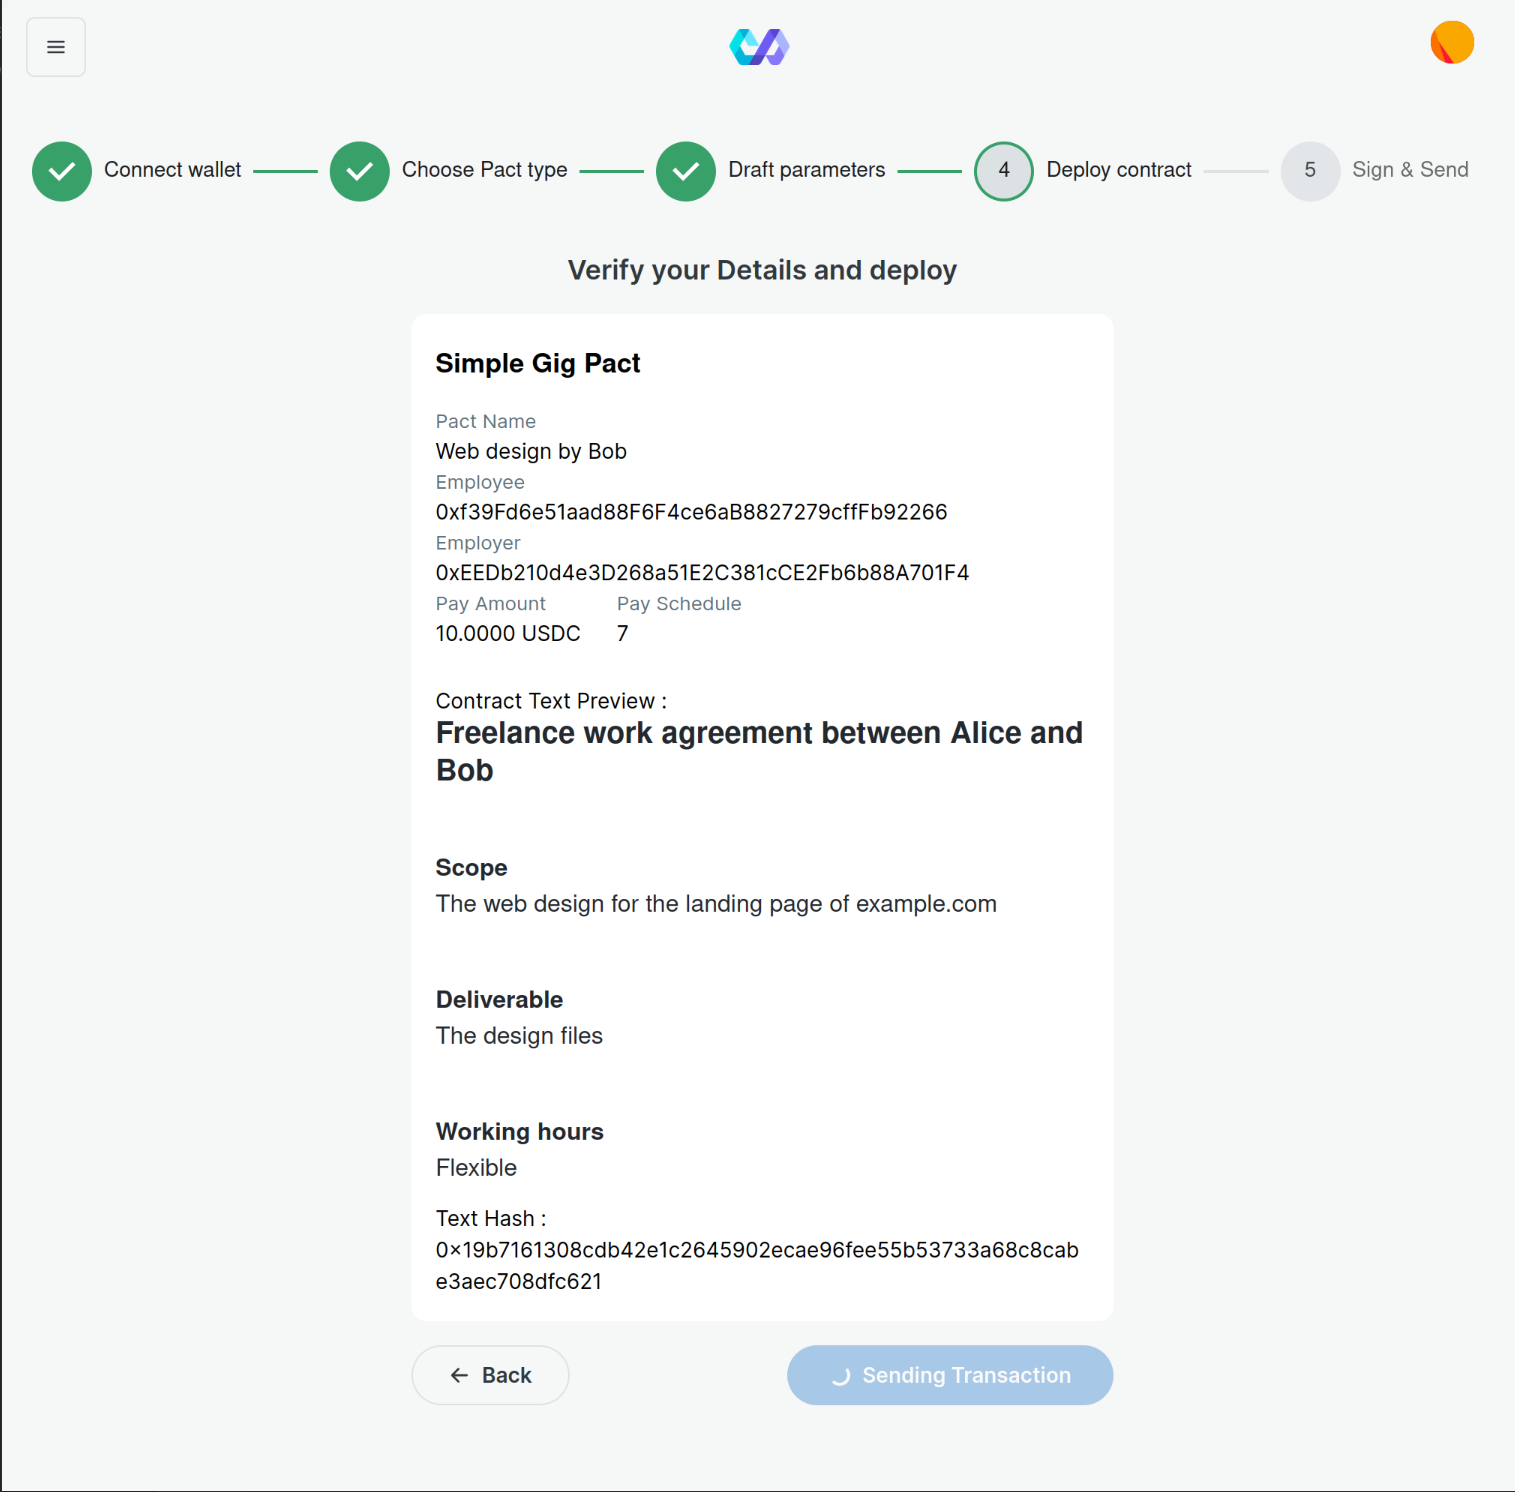 Connect wallet
Choose Pact type
Draft parameters
4
Deploy contract
5
Sign & Send
Verify your Details and deploy
Simple Gig Pact
Pact Name
Web design by Bob
Employee
0xf39Fd6e51aad88F6F4ce6aB8827279cffFb92266
Employer
0xEEDb210d4e3D268a51E2C381cCE2Fb6b88A701F4
Pay Amount Pay Schedule
10.0000 USDC 7
Contract Text Preview :
Freelance work agreement between Alice and
Bob
Scope
The web design for the landing page of example.com
Deliverable
The design files
Working hours
Flexible
Text Hash :
0×19b7161308cdb42e1c2645902ecae96fee55b53733a68c8cab
e3aec708dfc621
Back
Sending Transaction